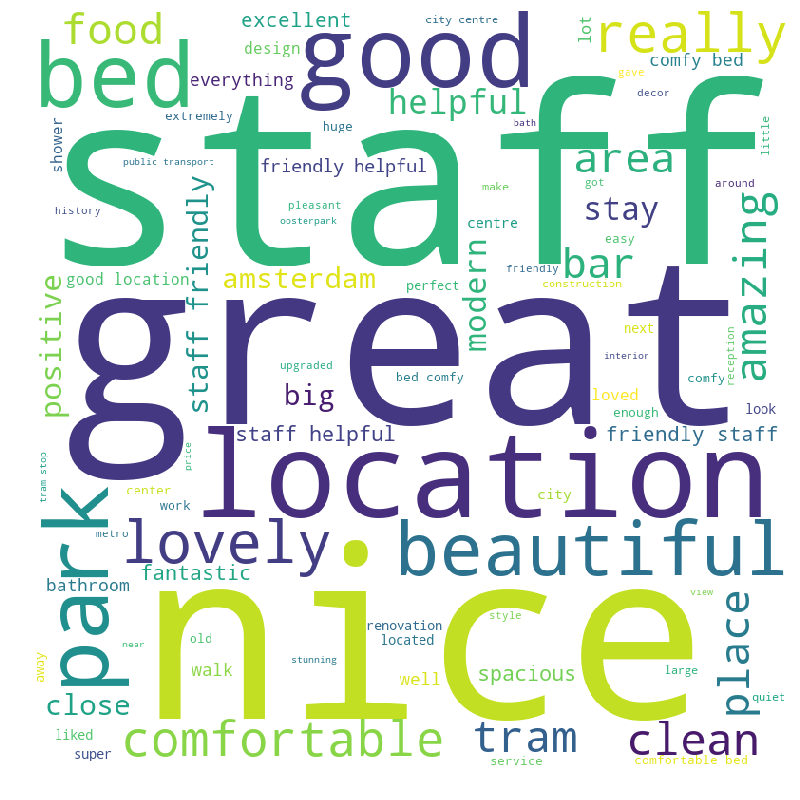 food
excellent
city centre
good
lot
really
bed
design
everything
comfy bed
helpful
gave
decor
staff
shower
extremely
huge
bath
little
public transport
friendly helpful
area
history
pleasant
oosterpark
make
got
around
staff friendly
stay
centre
easy
amazing
good location
amsterdam
modern
bar
friendly
positive
perfect
construction
great
next
reception
upgraded
interior
big
bed comfy
loved
comfy
enough
look
staff helpful
location
friendly staff
tram stop
price
center
work
city
park
metro
lovely
beautiful
fantastic
bathroom
nice
place
view
style
renovation
located
near
old
stunning
away
walk
well
spacious
large
close
quiet
liked
comfortable
tram
clean
super
service
comfortable bed